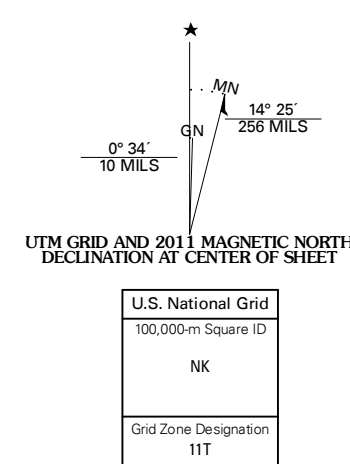 MN
GN
14° 25´
256 MILS
0° 34´
10 MILS
UTM GRID AND 2011 MAGNETIC NORTH
DECLINATION AT CENTER OF SHEET
U.S. National Grid
100,000-m Square ID
NK
Grid Zone Designation
11T